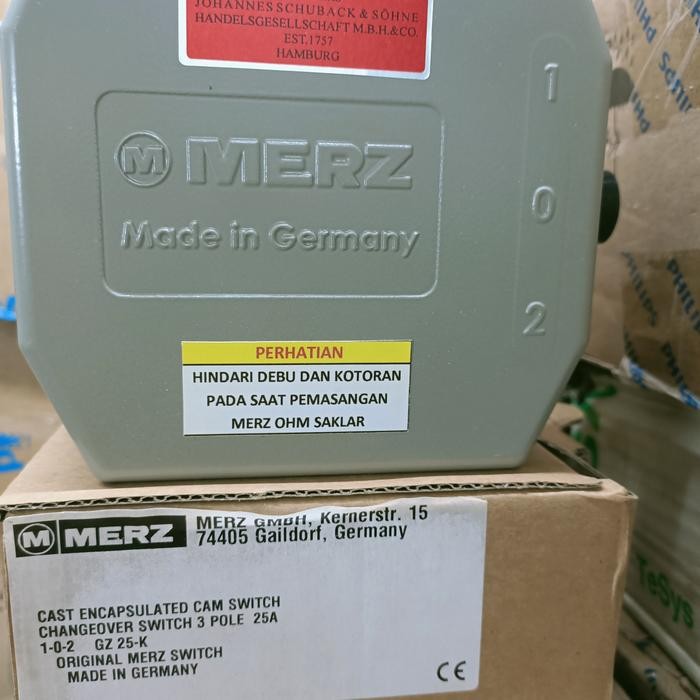 JOHANNES SCHUBACK & SÖHNE
HANDELSGESELLSCHAFT M.B.H.&CO.
EST.1757
HAMBURG
M MERZ
Made in Germany
1
0
2
PERHATIAN
HINDARI DEBU DAN KOTORAN
PADA SAAT PEMASANGAN
MERZ OHM SAKLAR
M MERZ
MERZ GMBH, Kernerstr. 15
74405 Gaildorf, Germany
CAST ENCAPSULATED CAM SWITCH
CHANGEOVER SWITCH 3 POLE 25A
1-0-2 GZ 25-K
ORIGINAL MERZ SWITCH
MADE IN GERMANY
CE
PHILIPS
PHILIPS
TeSys